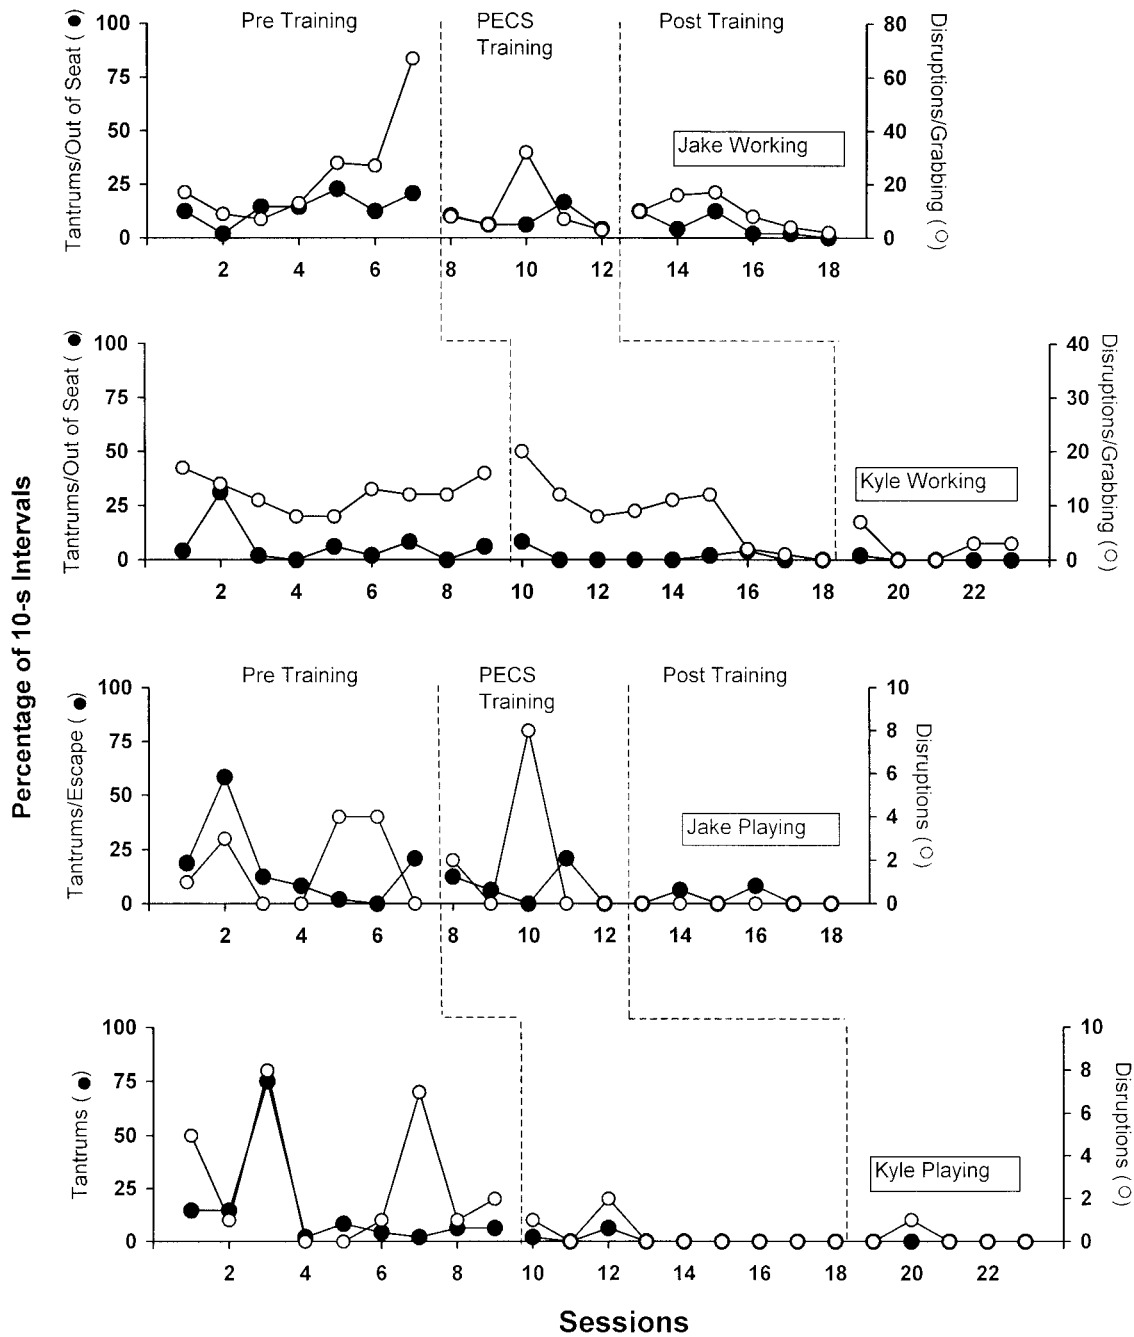 Pre Training
PECS
Training
Post Training
100
75
50
25
0
80
60
40
20
0
Tantrums/Out of Seat ( ● )
Disruptions/Grabbing ( ○ )
Jake Working
2 4 6 8 10 12 14 16 18
100
75
50
25
0
40
30
20
10
0
Tantrums/Out of Seat ( ● )
Disruptions/Grabbing ( ○ )
Kyle Working
2 4 6 8 10 12 14 16 18 20 22
Percentage of 10-s Intervals
Pre Training
PECS
Training
Post Training
100
75
50
25
0
10
8
6
4
2
0
Tantrums/Escape ( ● )
Disruptions ( ○ )
Jake Playing
2 4 6 8 10 12 14 16 18
100
75
50
25
0
10
8
6
4
2
0
Tantrums ( ● )
Disruptions ( ○ )
Kyle Playing
2 4 6 8 10 12 14 16 18 20 22
Sessions